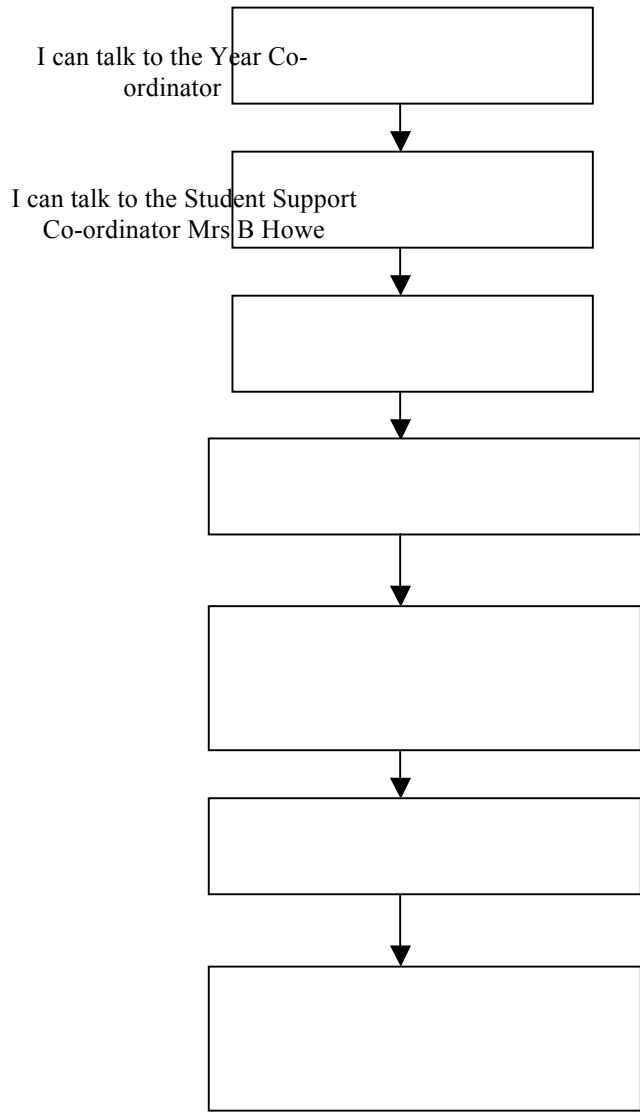 I can talk to the Year Co-
ordinator
I can talk to the Student Support
Co-ordinator Mrs B Howe